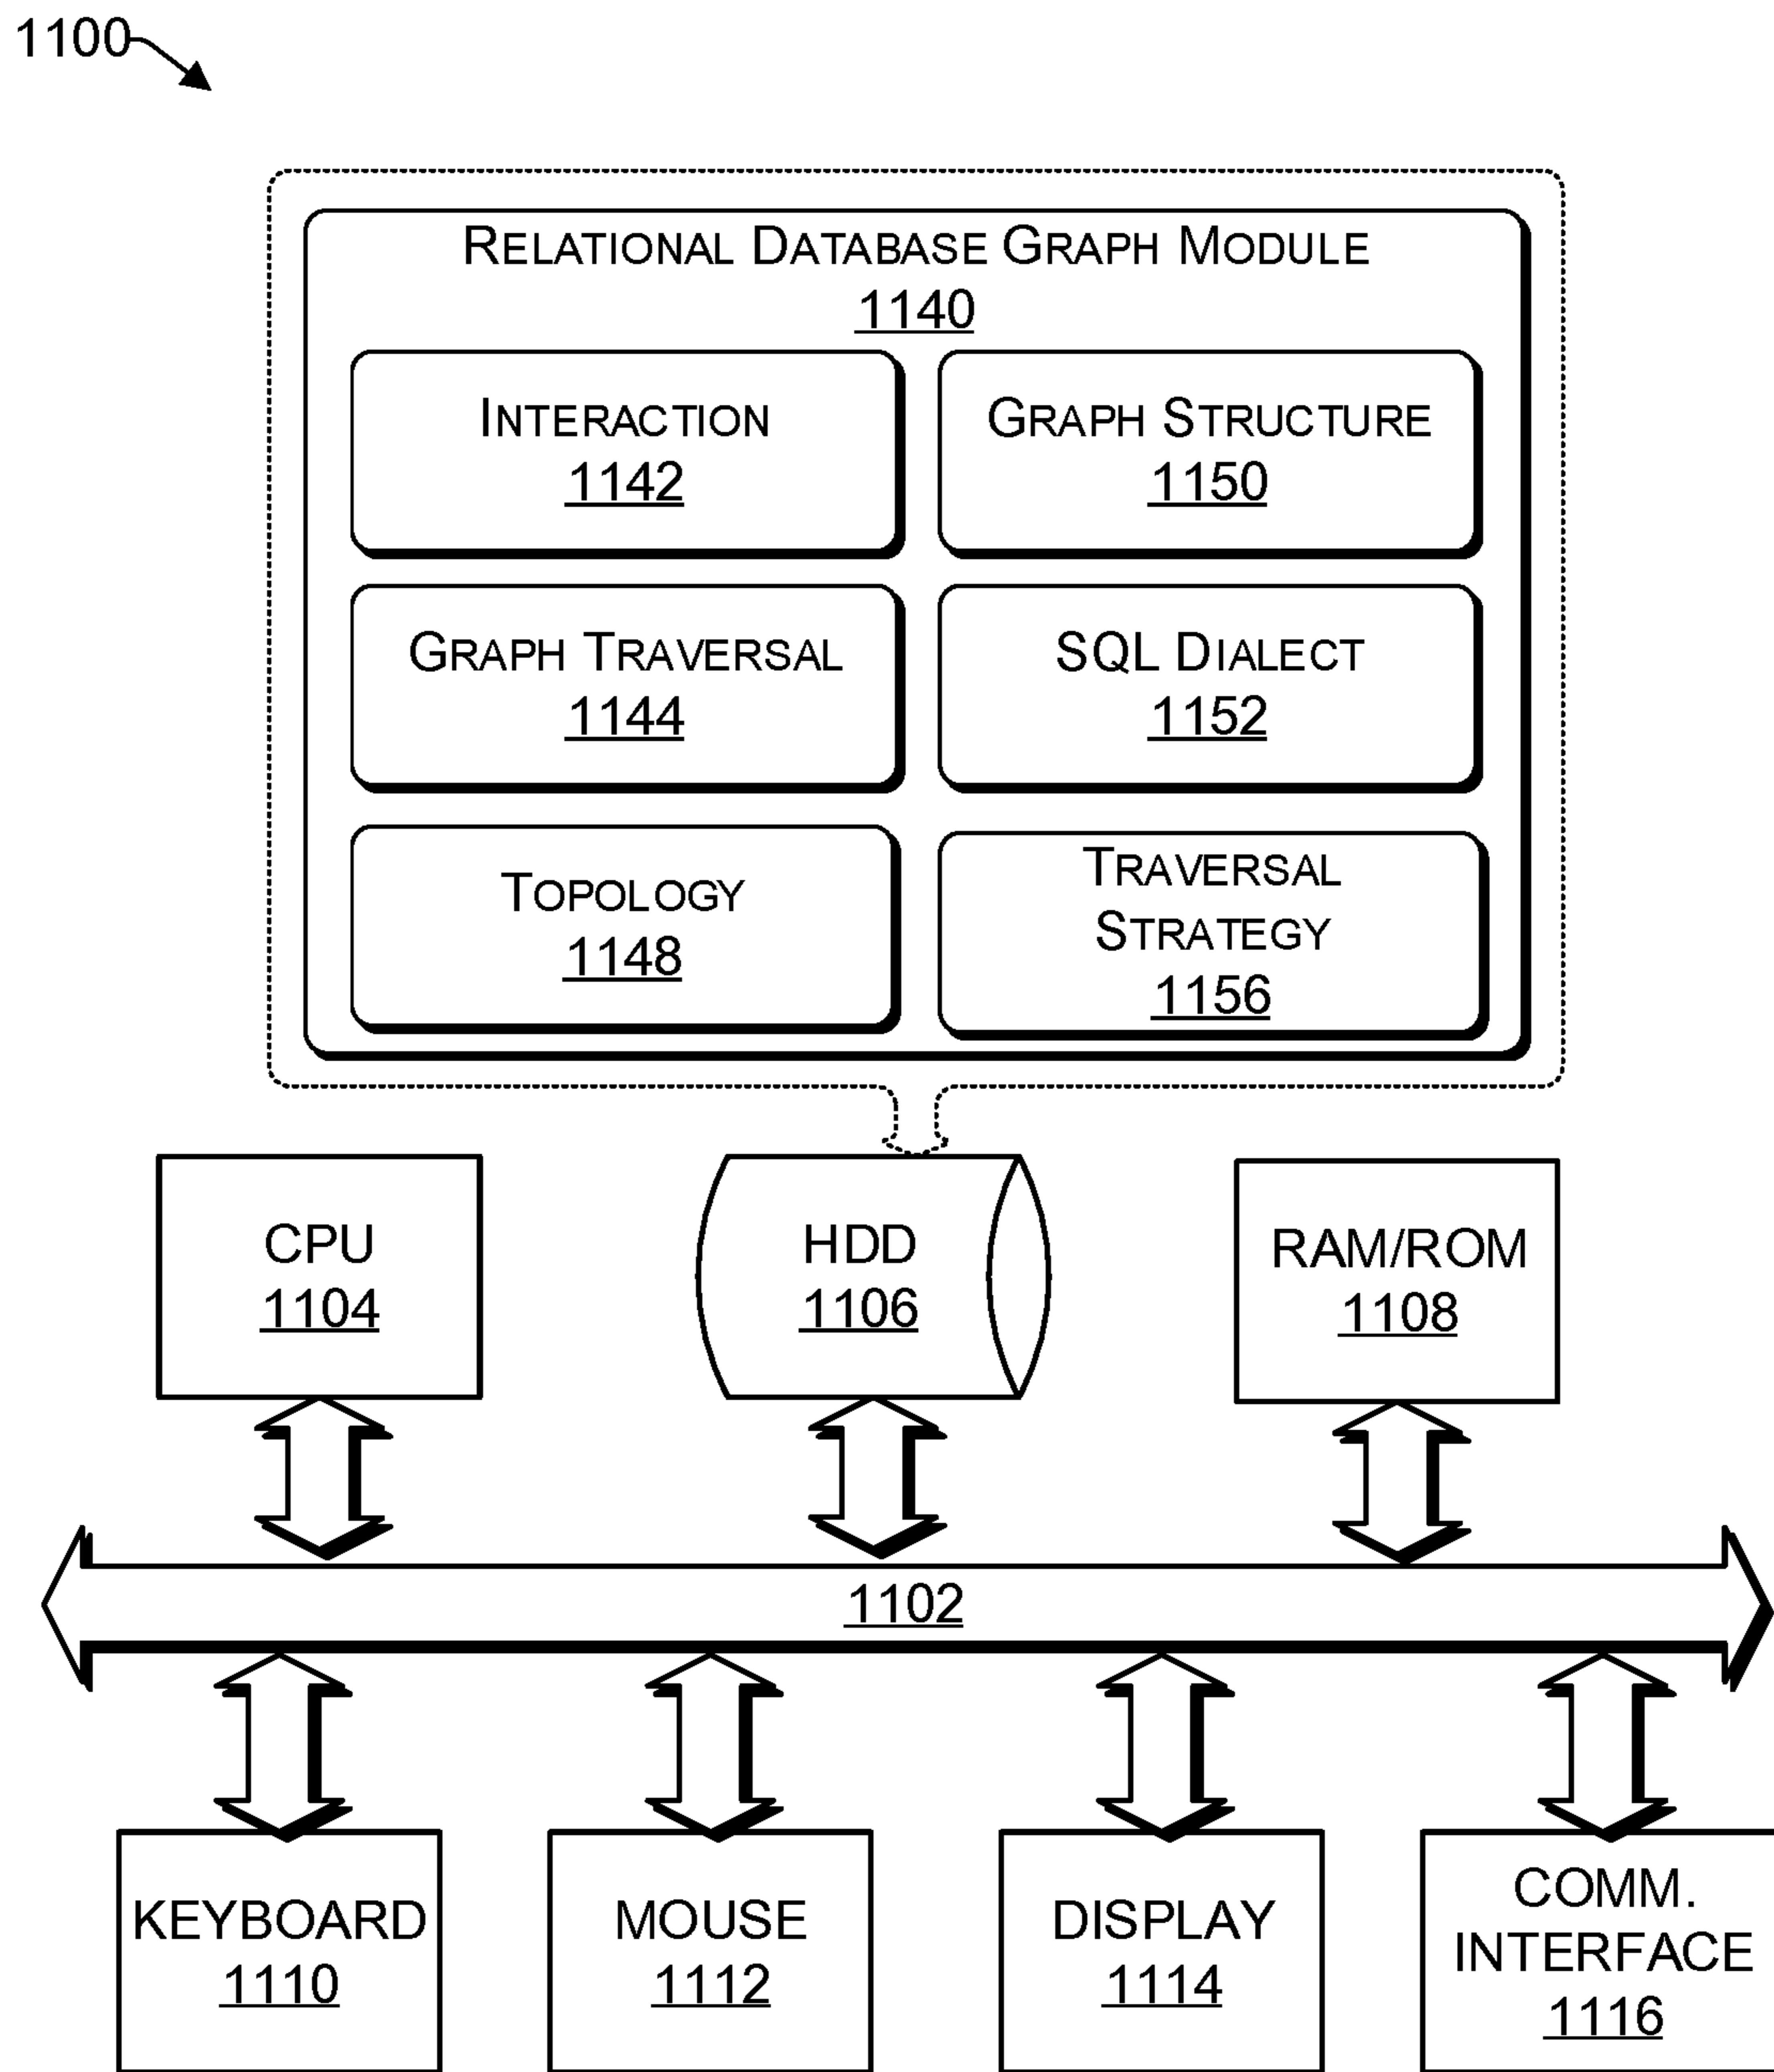 1100
RELATIONAL DATABASE GRAPH MODULE
1140
INTERACTION
1142
GRAPH STRUCTURE
1150
GRAPH TRAVERSAL
1144
SQL DIALECT
1152
TOPOLOGY
1148
TRAVERSAL
STRATEGY
1156
CPU
1104
HDD
1106
RAM/ROM
1108
1102
KEYBOARD
1110
MOUSE
1112
DISPLAY
1114
COMM.
INTERFACE
1116